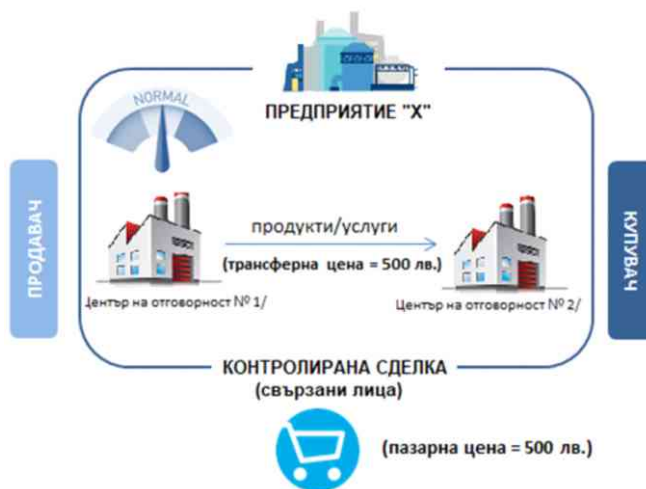 NORMAL
ПРЕДПРИЯТИЕ "X"
ПРОДАВАЧ
продукти/услуги
(трансферна цена = 500 лв.)
Център на отговорност № 1/
Център на отговорност № 2/
КУПУВАЧ
КОНТРОЛИРАНА СДЕЛКА
(свързани лица)
(пазарна цена = 500 лв.)